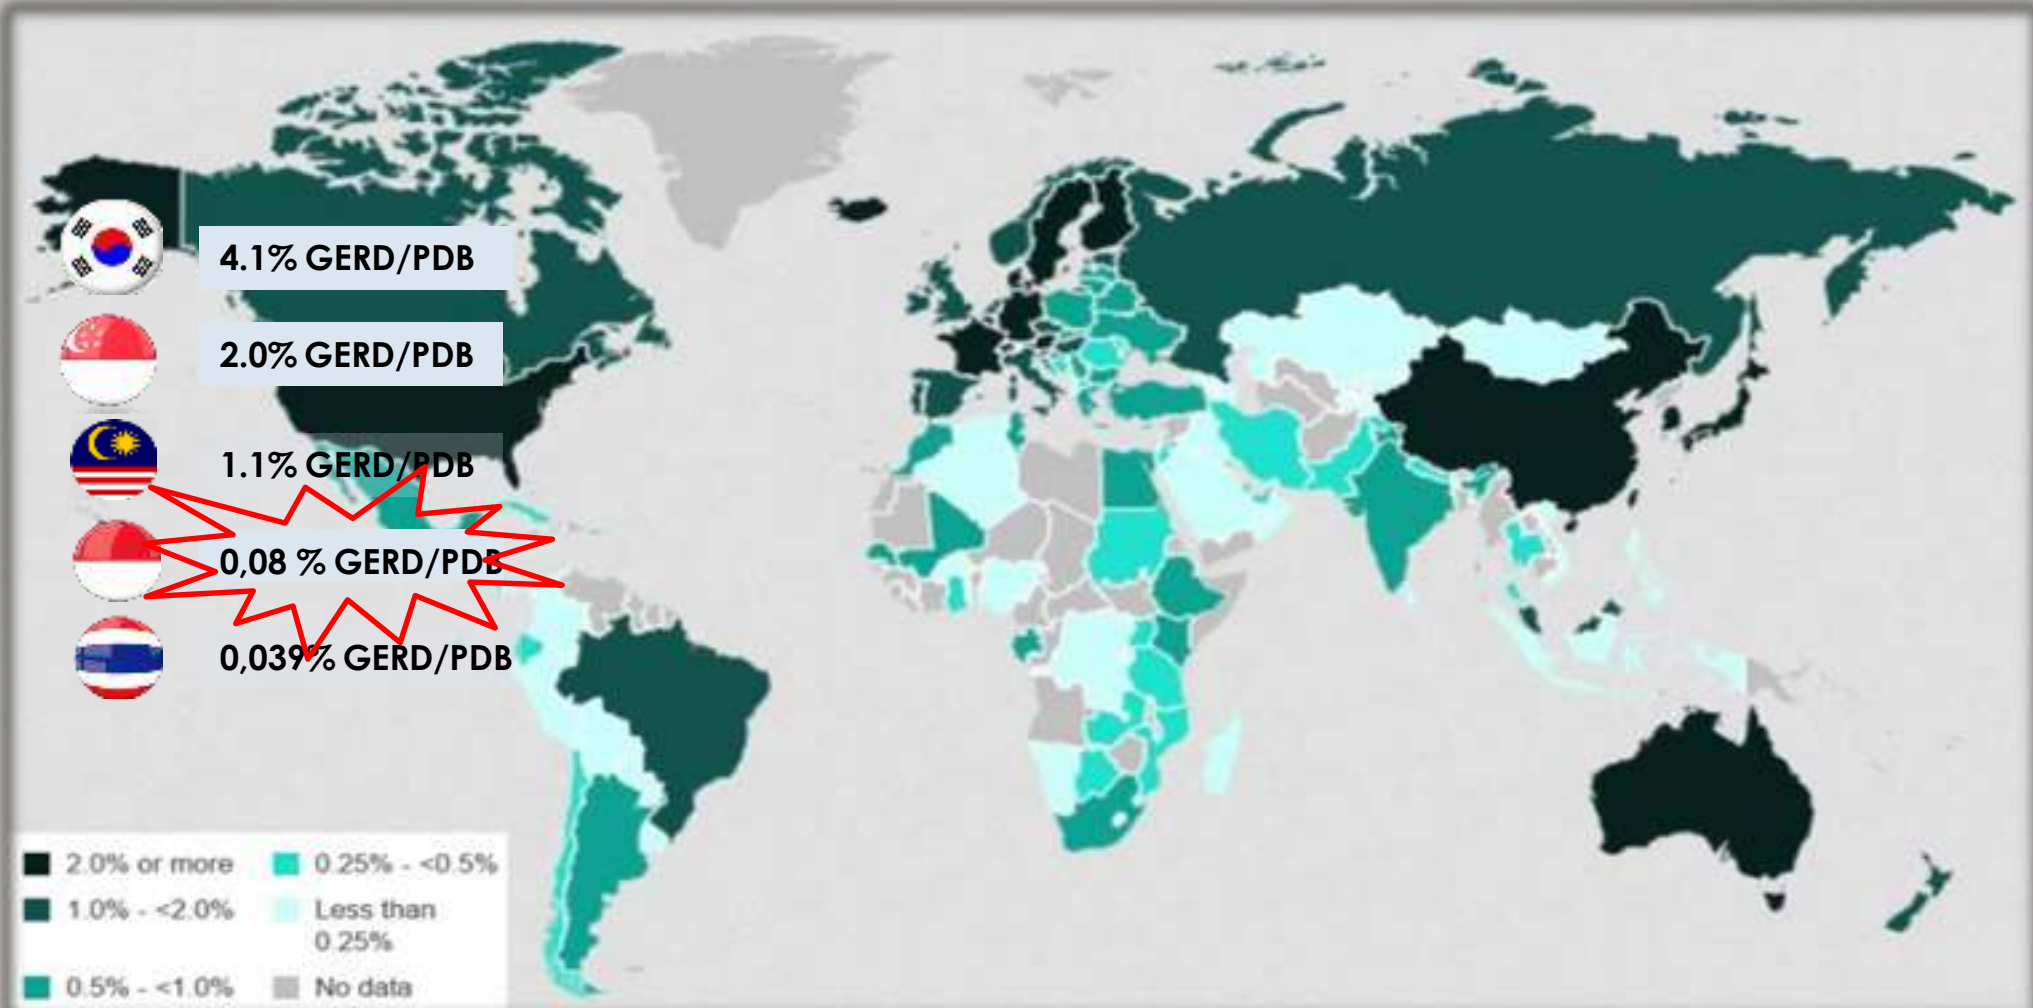 4.1% GERD/PDB
2.0% GERD/PDB
1.1% GERD/PDB
0,08 % GERD/PDB
0,039% GERD/PDB
2.0% or more
1.0% - <2.0%
0.5% - <1.0%
0.25% - <0.5%
Less than
0.25%
No data